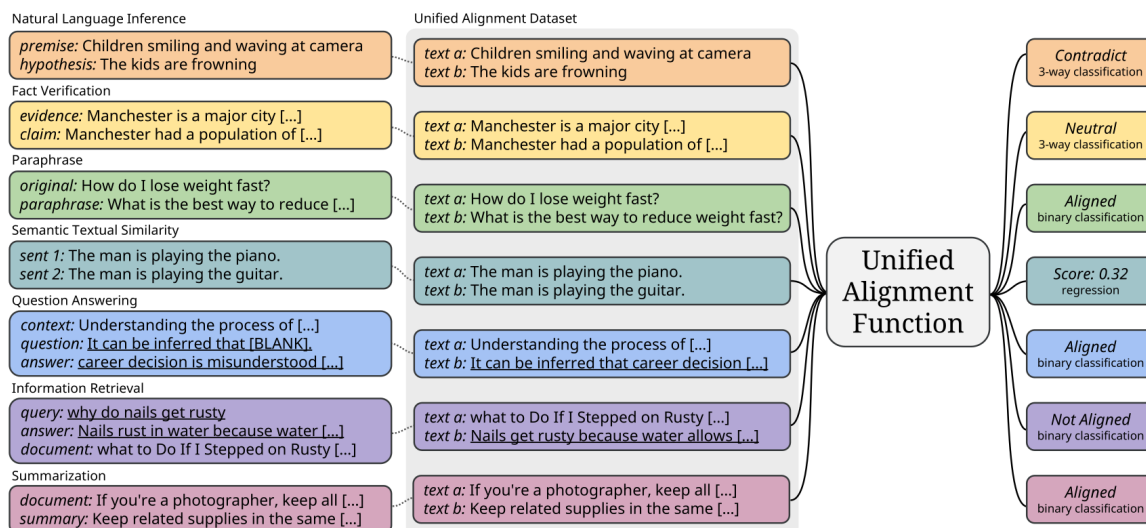 Natural Language Inference
premise: Children smiling and waving at camera
hypothesis: The kids are frowning
Fact Verification
evidence: Manchester is a major city [...]
claim: Manchester had a population of [...]
Paraphrase
original: How do I lose weight fast?
paraphrase: What is the best way to reduce [...]
Semantic Textual Similarity
sent 1: The man is playing the piano.
sent 2: The man is playing the guitar.
Question Answering
context: Understanding the process of [...]
question: It can be inferred that [BLANK].
answer: career decision is misunderstood [...]
Information Retrieval
query: why do nails get rusty
answer: Nails rust in water because water [...]
document: what to Do If I Stepped on Rusty [...]
Summarization
document: If you're a photographer, keep all [...]
summary: Keep related supplies in the same [...]
Unified Alignment Dataset
text a: Children smiling and waving at camera
text b: The kids are frowning
text a: Manchester is a major city [...]
text b: Manchester had a population of [...]
text a: How do I lose weight fast?
text b: What is the best way to reduce weight fast?
text a: The man is playing the piano.
text b: The man is playing the guitar.
text a: Understanding the process of [...]
text b: It can be inferred that career decision [...]
text a: what to Do If I Stepped on Rusty [...]
text b: Nails get rusty because water allows [...]
text a: If you're a photographer, keep all [...]
text b: Keep related supplies in the same [...]
Unified
Alignment
Function
Contradict
3-way classification
Neutral
3-way classification
Aligned
binary classification
Score: 0.32
regression
Aligned
binary classification
Not Aligned
binary classification
Aligned
binary classification